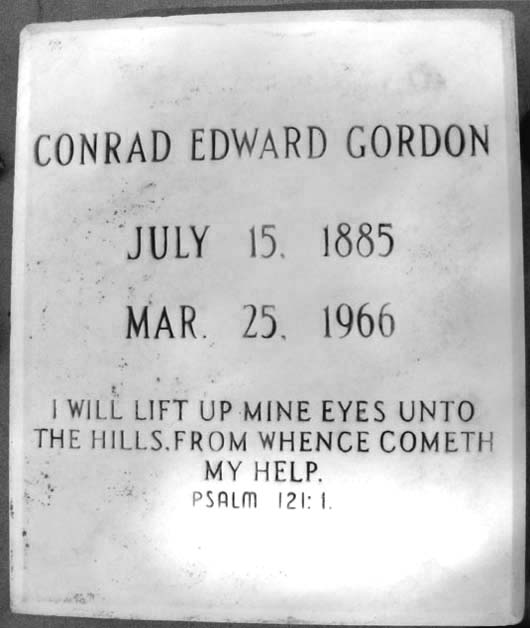 CONRAD EDWARD GORDON
JULY 15, 1885
MAR. 25, 1966
I WILL LIFT UP MINE EYES UNTO
THE HILLS, FROM WHENCE COMETH
MY HELP.
PSALM 121: 1.